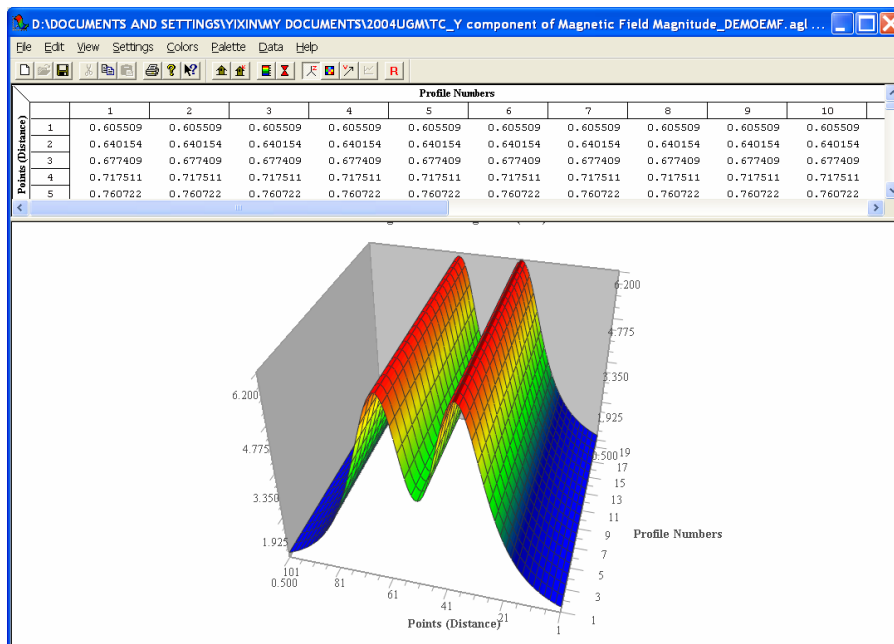 D:\DOCUMENTS AND SETTINGS\YIXIN\MY DOCUMENTS\2004UGM\TC_Y component of Magnetic Field Magnitude_DEMOEMF.agl ...
File Edit View Settings Colors Palette Data Help
R
Profile Numbers
1 2 3 4 5 6 7 8 9 10
Points (Distance)
1 0.605509 0.605509 0.605509 0.605509 0.605509 0.605509 0.605509 0.605509 0.605509 0.605509
2 0.640154 0.640154 0.640154 0.640154 0.640154 0.640154 0.640154 0.640154 0.640154 0.640154
3 0.677409 0.677409 0.677409 0.677409 0.677409 0.677409 0.677409 0.677409 0.677409 0.677409
4 0.717511 0.717511 0.717511 0.717511 0.717511 0.717511 0.717511 0.717511 0.717511 0.717511
5 0.760722 0.760722 0.760722 0.760722 0.760722 0.760722 0.760722 0.760722 0.760722 0.760722
6.200
4.775
3.350
1.925
0.500
6.200
4.775
3.350
1.925
0.500
19
17
15
13
11
9
7
5
3
1
Profile Numbers
101 81 61 41 21 1
Points (Distance)